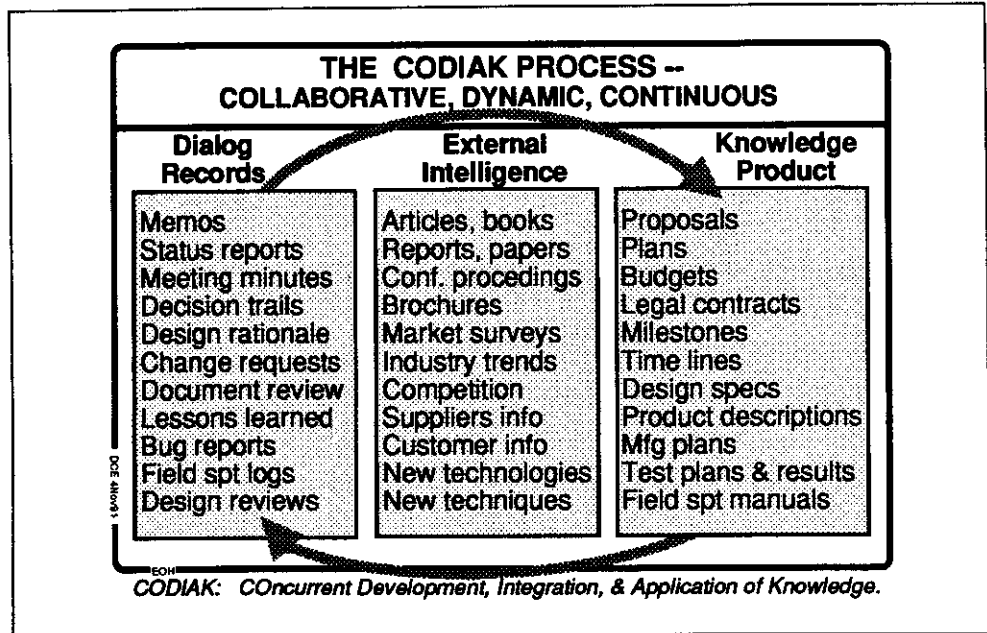 THE CODIAK PROCESS --
COLLABORATIVE, DYNAMIC, CONTINUOUS
Dialog
Records
Memos
Status reports
Meeting minutes
Decision trails
Design rationale
Change requests
Document review
Lessons learned
Bug reports
Field spt logs
Design reviews
External
Intelligence
Articles, books
Reports, papers
Conf. procedings
Brochures
Market surveys
Industry trends
Competition
Suppliers info
Customer info
New technologies
New techniques
Knowledge
Product
Proposals
Plans
Budgets
Legal contracts
Milestones
Time lines
Design specs
Product descriptions
Mfg plans
Test plans & results
Field spt manuals
DCE 4Nov91
EOH
CODIAK: COncurrent Development, Integration, & Application of Knowledge.